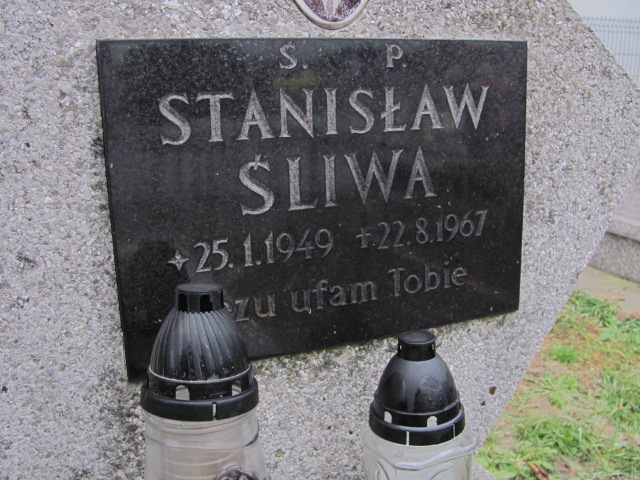 S. P.
STANISŁAW
ŚLIWA
25.1.1949 +22.8.1967
ufam Tobie